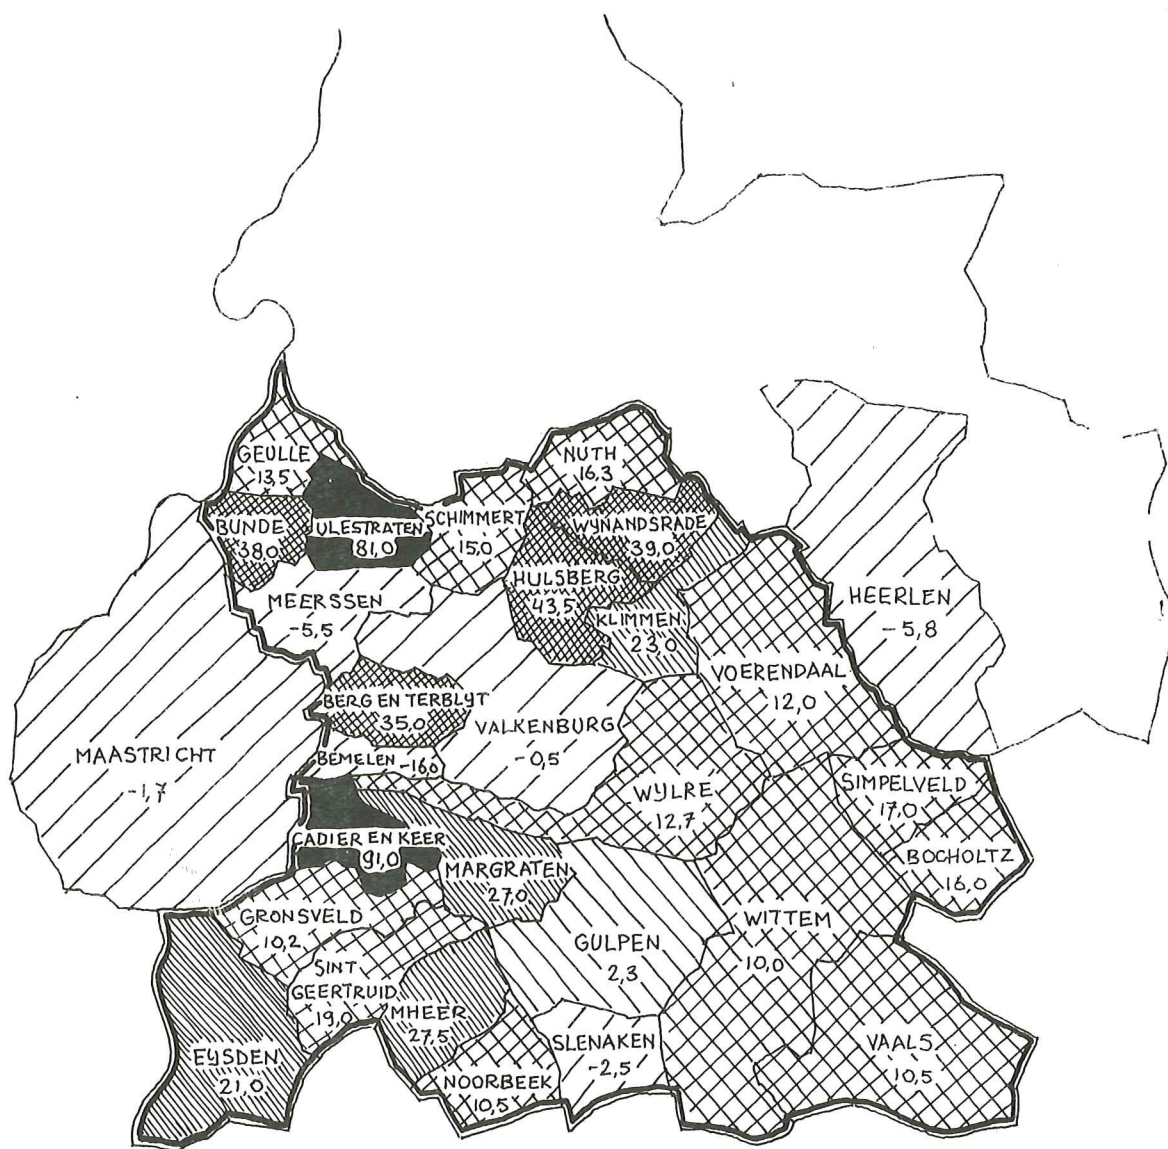 GEULLE
13,5
NUTH
16,3
BUNDE
38,0
ULESTRATEN
81,0
SCHIMMERT
15,0
WIJNANDSRADE
39,0
HULSBERG
43,5
MEERSSEN
-5,5
KLIMMEN
23,0
HEERLEN
-5,8
VOERENDAAL
12,0
BERG EN TERBLIJT
35,0
VALKENBURG
-0,5
MAASTRICHT
-1,7
BEMELEN -16,0
WIJLRE
12,7
SIMPELVELD
17,0
CADIER EN KEER
91,0
MARGRATEN
27,0
BOCHOLTZ
16,0
GRONSVELD
10,2
GULPEN
2,3
WITTEM
10,0
SINT
GEERTRUID
19,0
MHEER
27,5
SLENAKEN
-2,5
VAALS
10,5
EIJSDEN
21,0
NOORBEEK
10,5